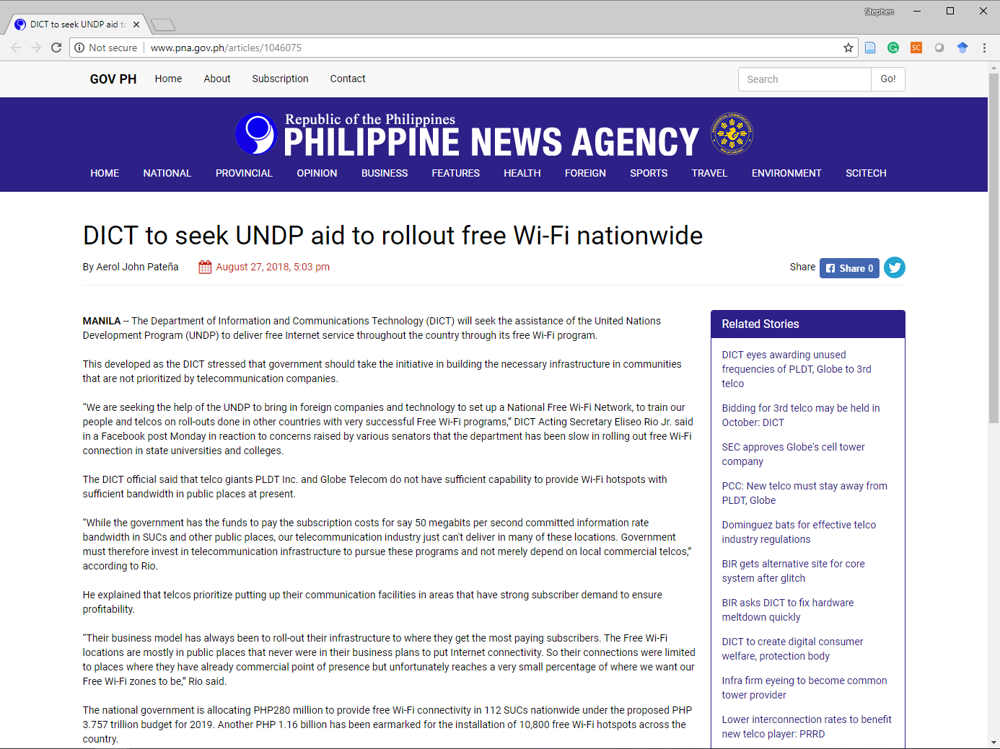 Stephen
DICT to seek UNDP aid to
Not secure www.pna.gov.ph/articles/1046075
SC
GOV PH Home About Subscription Contact Search Go!
Republic of the Philippines
PHILIPPINE NEWS AGENCY
PRESIDENTIAL COMMUNICATIONS
MALACAÑANG
HOME NATIONAL PROVINCIAL OPINION BUSINESS FEATURES HEALTH FOREIGN SPORTS TRAVEL ENVIRONMENT SCITECH
DICT to seek UNDP aid to rollout free Wi-Fi nationwide
By Aerol John Pateña August 27, 2018, 5:03 pm Share Share 0
MANILA -- The Department of Information and Communications Technology (DICT) will seek the assistance of the United Nations
Development Program (UNDP) to deliver free Internet service throughout the country through its free Wi-Fi program.
This developed as the DICT stressed that government should take the initiative in building the necessary infrastructure in communities
that are not prioritized by telecommunication companies.
“We are seeking the help of the UNDP to bring in foreign companies and technology to set up a National Free Wi-Fi Network, to train our
people and telcos on roll-outs done in other countries with very successful Free Wi-Fi programs,” DICT Acting Secretary Eliseo Rio Jr. said
in a Facebook post Monday in reaction to concerns raised by various senators that the department has been slow in rolling out free Wi-Fi
connection in state universities and colleges.
The DICT official said that telco giants PLDT Inc. and Globe Telecom do not have sufficient capability to provide Wi-Fi hotspots with
sufficient bandwidth in public places at present.
“While the government has the funds to pay the subscription costs for say 50 megabits per second committed information rate
bandwidth in SUCs and other public places, our telecommunication industry just can't deliver in many of these locations. Government
must therefore invest in telecommunication infrastructure to pursue these programs and not merely depend on local commercial telcos,”
according to Rio.
He explained that telcos prioritize putting up their communication facilities in areas that have strong subscriber demand to ensure
profitability.
“Their business model has always been to roll-out their infrastructure to where they get the most paying subscribers. The Free Wi-Fi
locations are mostly in public places that never were in their business plans to put Internet connectivity. So their connections were limited
to places where they have already commercial point of presence but unfortunately reaches a very small percentage of where we want our
Free Wi-Fi zones to be,” Rio said.
The national government is allocating PHP280 million to provide free Wi-Fi connectivity in 112 SUCs nationwide under the proposed PHP
3.757 trillion budget for 2019. Another PHP 1.16 billion has been earmarked for the installation of 10,800 free Wi-Fi hotspots across the
country.
Related Stories
DICT eyes awarding unused
frequencies of PLDT, Globe to 3rd
telco
Bidding for 3rd telco may be held in
October: DICT
SEC approves Globe's cell tower
company
PCC: New telco must stay away from
PLDT, Globe
Dominguez bats for effective telco
industry regulations
BIR gets alternative site for core
system after glitch
BIR asks DICT to fix hardware
meltdown quickly
DICT to create digital consumer
welfare, protection body
Infra firm eyeing to become common
tower provider
Lower interconnection rates to benefit
new telco player: PRRD